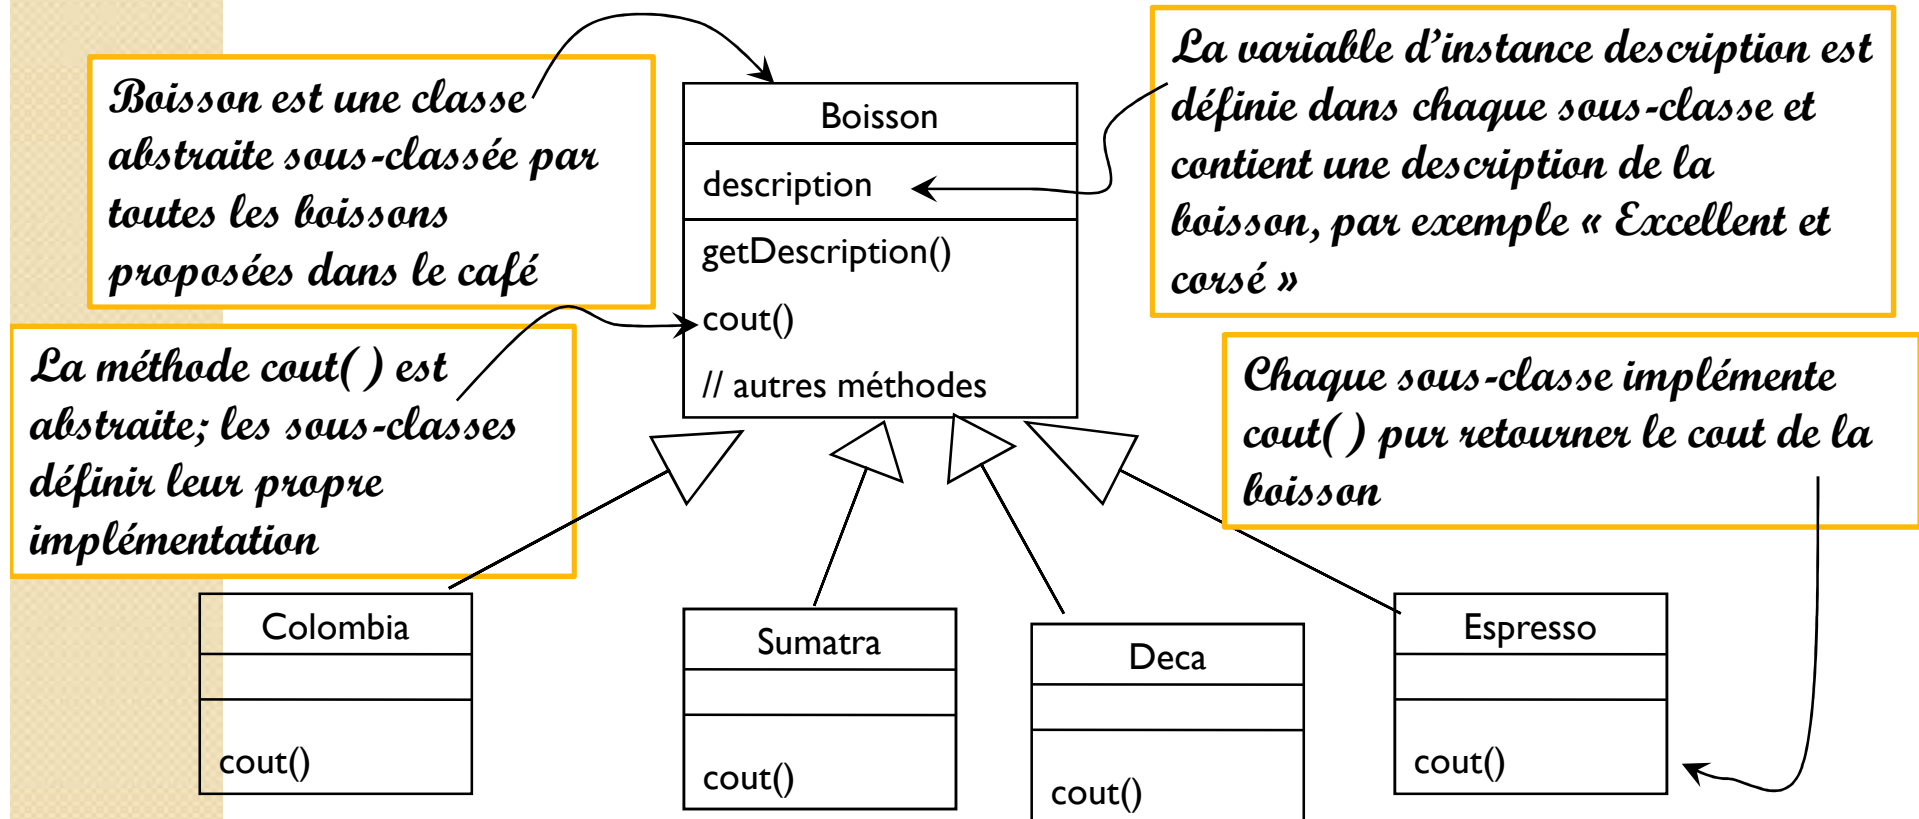 Boisson est une classe
abstraite sous-classée par
toutes les boissons
proposées dans le café
Boisson
description
getDescription()
cout()
// autres méthodes
La variable d'instance description est
définie dans chaque sous-classe et
contient une description de la
boisson, par exemple « Excellent et
corsé »
La méthode cout( ) est
abstraite; les sous-classes
définir leur propre
implémentation
Chaque sous-classe implémente
cout( ) pur retourner le cout de la
boisson
Colombia
cout()
Sumatra
cout()
Deca
cout()
Espresso
cout()